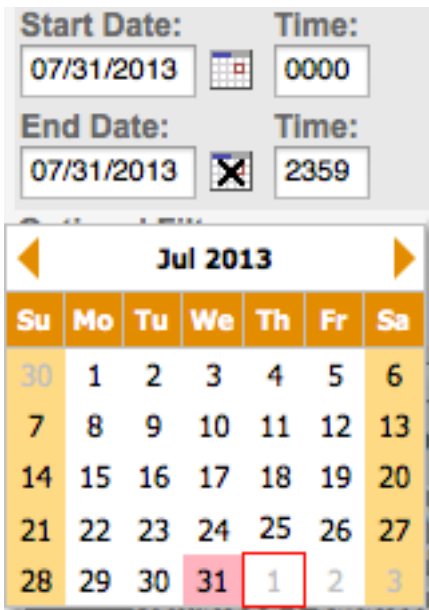 Start Date: Time:
07/31/2013 0000
End Date: Time:
07/31/2013 2359
Jul 2013
Su Mo Tu We Th Fr Sa
30 1 2 3 4 5 6
7 8 9 10 11 12 13
14 15 16 17 18 19 20
21 22 23 24 25 26 27
28 29 30 31 1 2 3